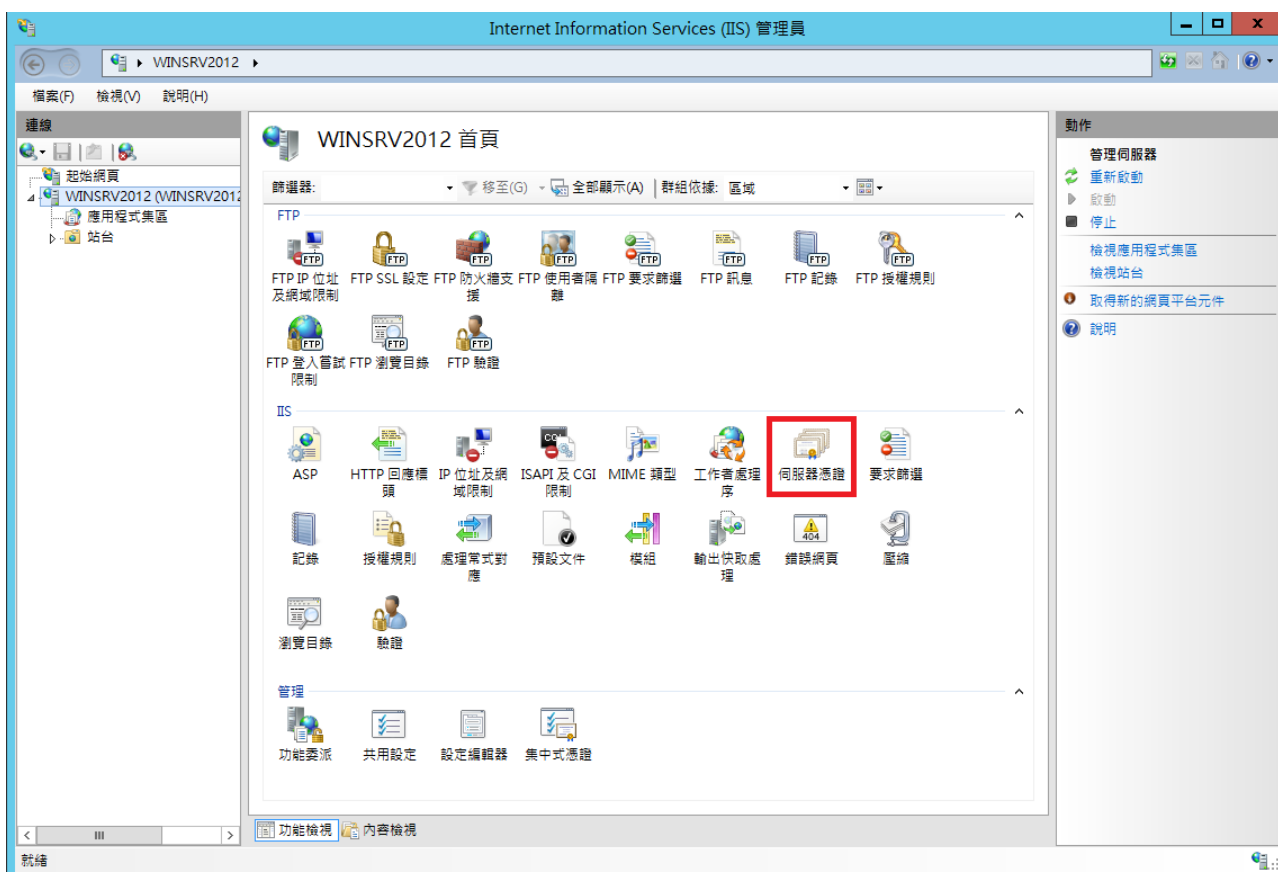 Internet Information Services (IIS) 管理員
WINSRV2012
檔案(F) 檢視(V) 說明(H)
連線
起始網頁
WINSRV2012 (WINSRV2012
應用程式集區
站台
WINSRV2012 首頁
篩選器: 移至(G) 全部顯示(A) 群組依據: 區域
FTP
FTP IP 位址 FTP SSL 設定 FTP 防火牆支 FTP 使用者隔 FTP 要求篩選 FTP 訊息 FTP 記錄 FTP 授權規則
及網域限制 援 離
FTP 登入嘗試 FTP 瀏覽目錄 FTP 驗證
限制
IIS
ASP HTTP 回應標 IP 位址及網 ISAPI 及 CGI MIME 類型 工作者處理 伺服器憑證 要求篩選
頭 域限制 限制 序
404
記錄 授權規則 處理常式對 預設文件 模組 輸出快取處 錯誤網頁 壓縮
應 理
瀏覽目錄 驗證
管理
功能委派 共用設定 設定編輯器 集中式憑證
功能檢視 內容檢視
動作
管理伺服器
重新啟動
啟動
停止
檢視應用程式集區
檢視站台
取得新的網頁平台元件
說明
就緒